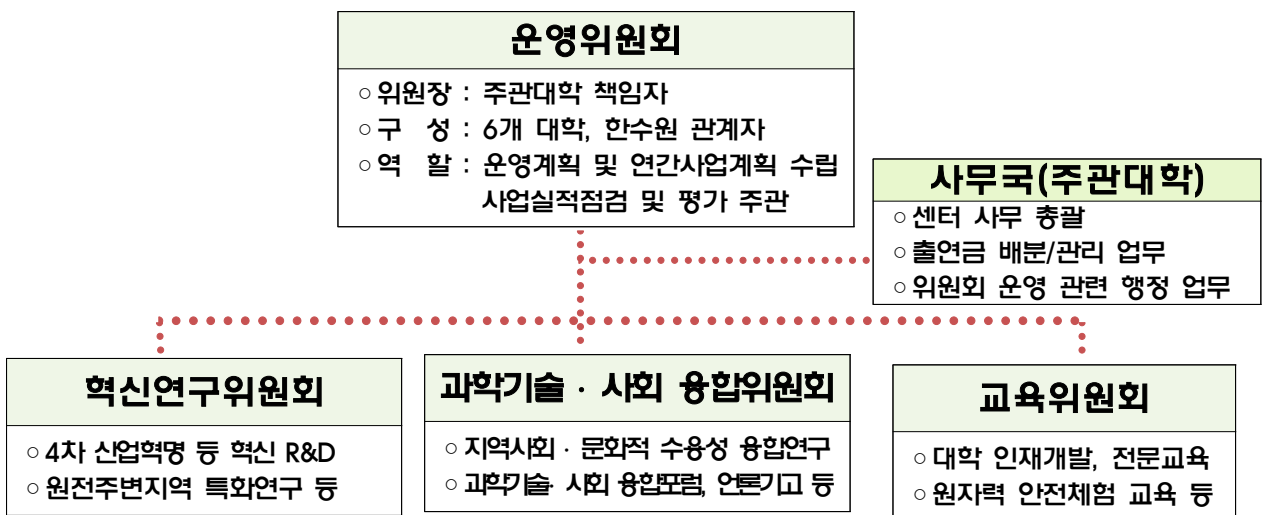 운영위원회
○ 위원장 : 주관대학 책임자
○ 구 성 : 6개 대학, 한수원 관계자
○ 역 할 : 운영계획 및 연간사업계획 수립
사업실적점검 및 평가 주관
사무국(주관대학)
○ 센터 사무 총괄
○ 출연금 배분/관리 업무
○ 위원회 운영 관련 행정 업무
혁신연구위원회
○ 4차 산업혁명 등 혁신 R&D
○ 원전주변지역 특화연구 등
과학기술 · 사회 융합위원회
○ 지역사회 · 문화적 수용성 융합연구
○ 과학기술· 사회 융합포럼, 언론기고 등
교육위원회
○ 대학 인재개발, 전문교육
○ 원자력 안전체험 교육 등